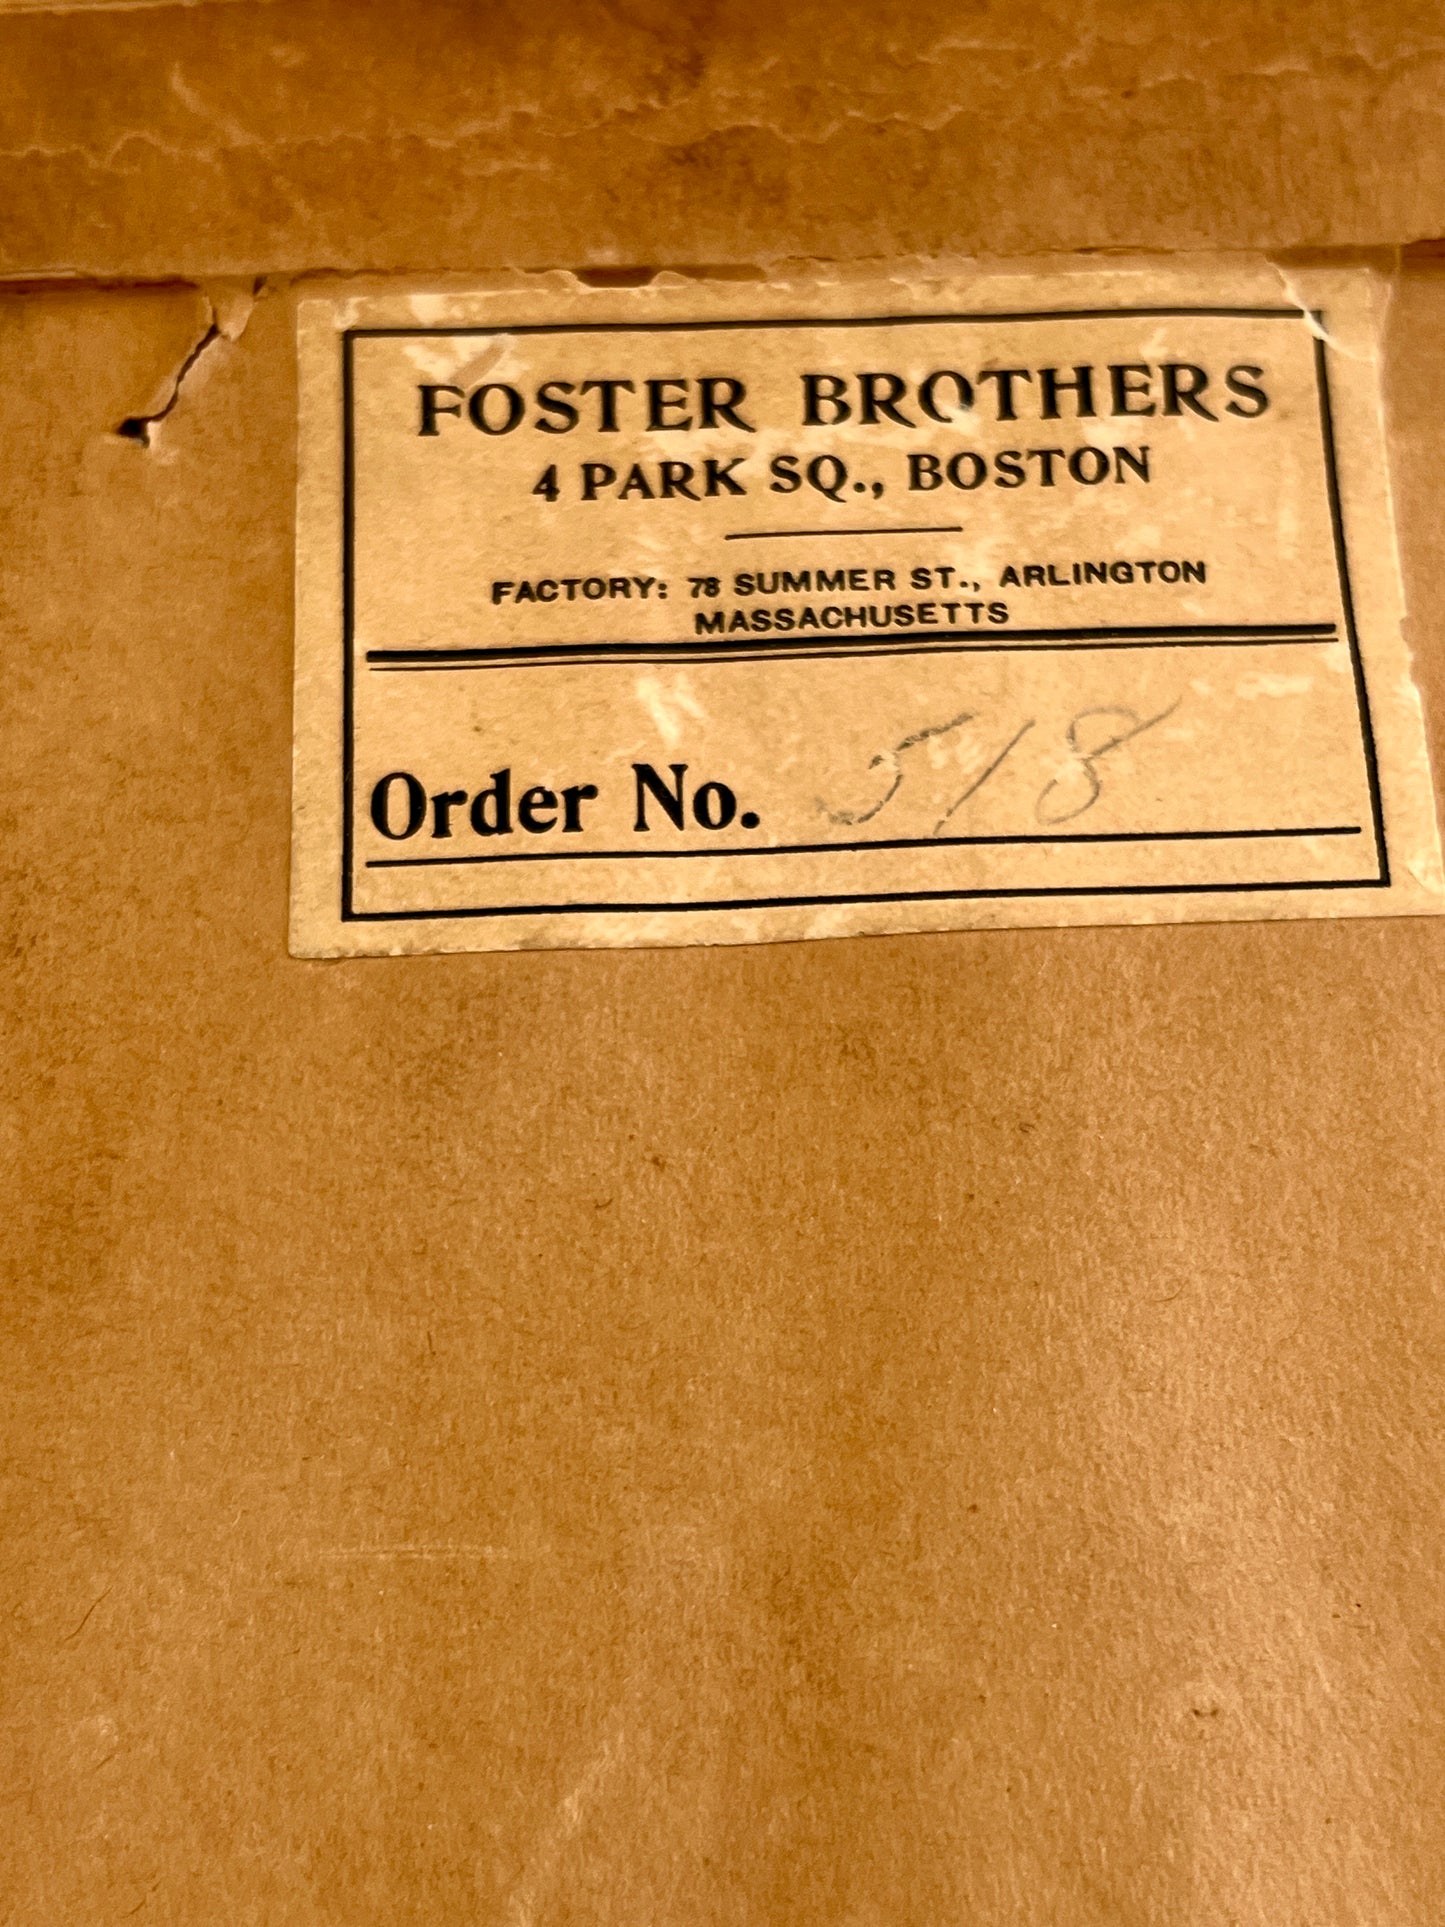 FOSTER BROTHERS
4 PARK SQ., BOSTON
FACTORY: 78 SUMMER ST., ARLINGTON
MASSACHUSETTS
Order No. 518